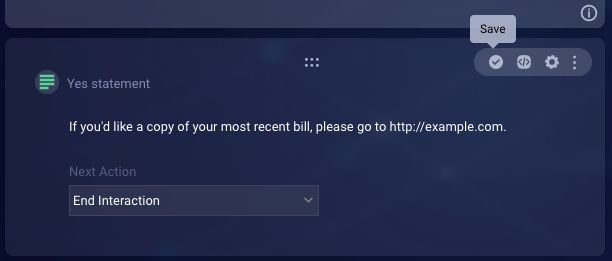 Save
Yes statement
If you'd like a copy of your most recent bill, please go to http://example.com.
Next Action
End Interaction